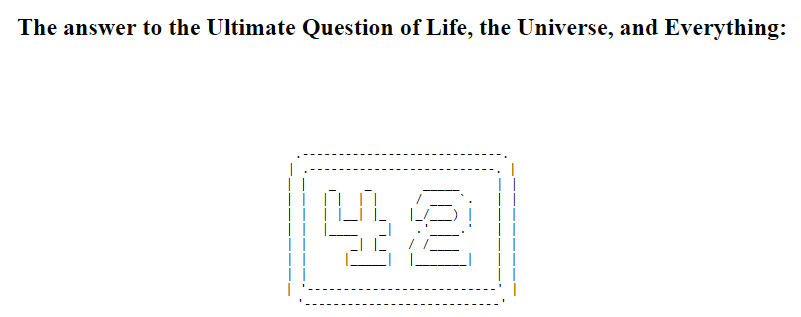 The answer to the Ultimate Question of Life, the Universe, and Everything:
42